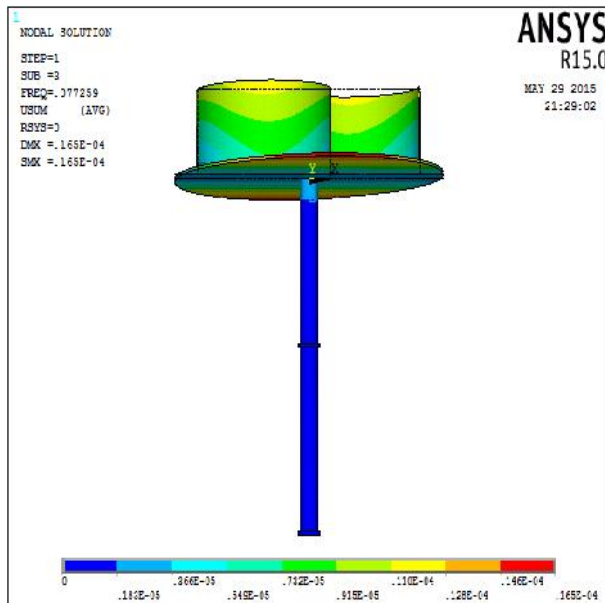 1
NODAL SOLUTION
STEP=1
SUB =3
FREQ=.077259
USUM (AVG)
RSYS=0
DMX =.165E-04
SMX =.165E-04
ANSYS
R15.0
MAY 29 2015
21:29:02
Y
X
0 .366E-05 .732E-05 .110E-04 .146E-04
.183E-05 .549E-05 .915E-05 .128E-04 .165E-04